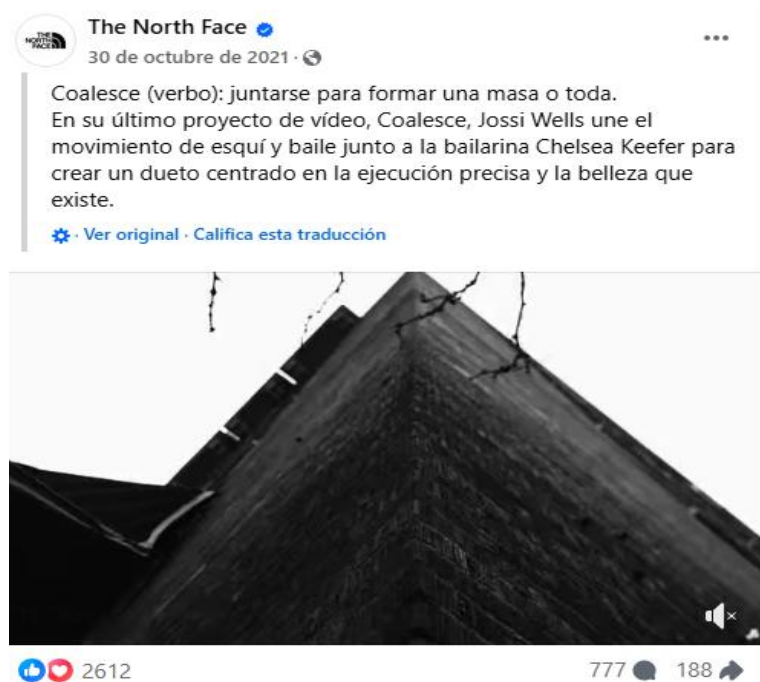 The North Face
THE
NORTH
FACE
30 de octubre de 2021 ·
Coalesce (verbo): juntarse para formar una masa o toda.
En su último proyecto de vídeo, Coalesce, Jossi Wells une el
movimiento de esquí y baile junto a la bailarina Chelsea Keefer para
crear un dueto centrado en la ejecución precisa y la belleza que
existe.
· Ver original · Califica esta traducción
2612
777 188